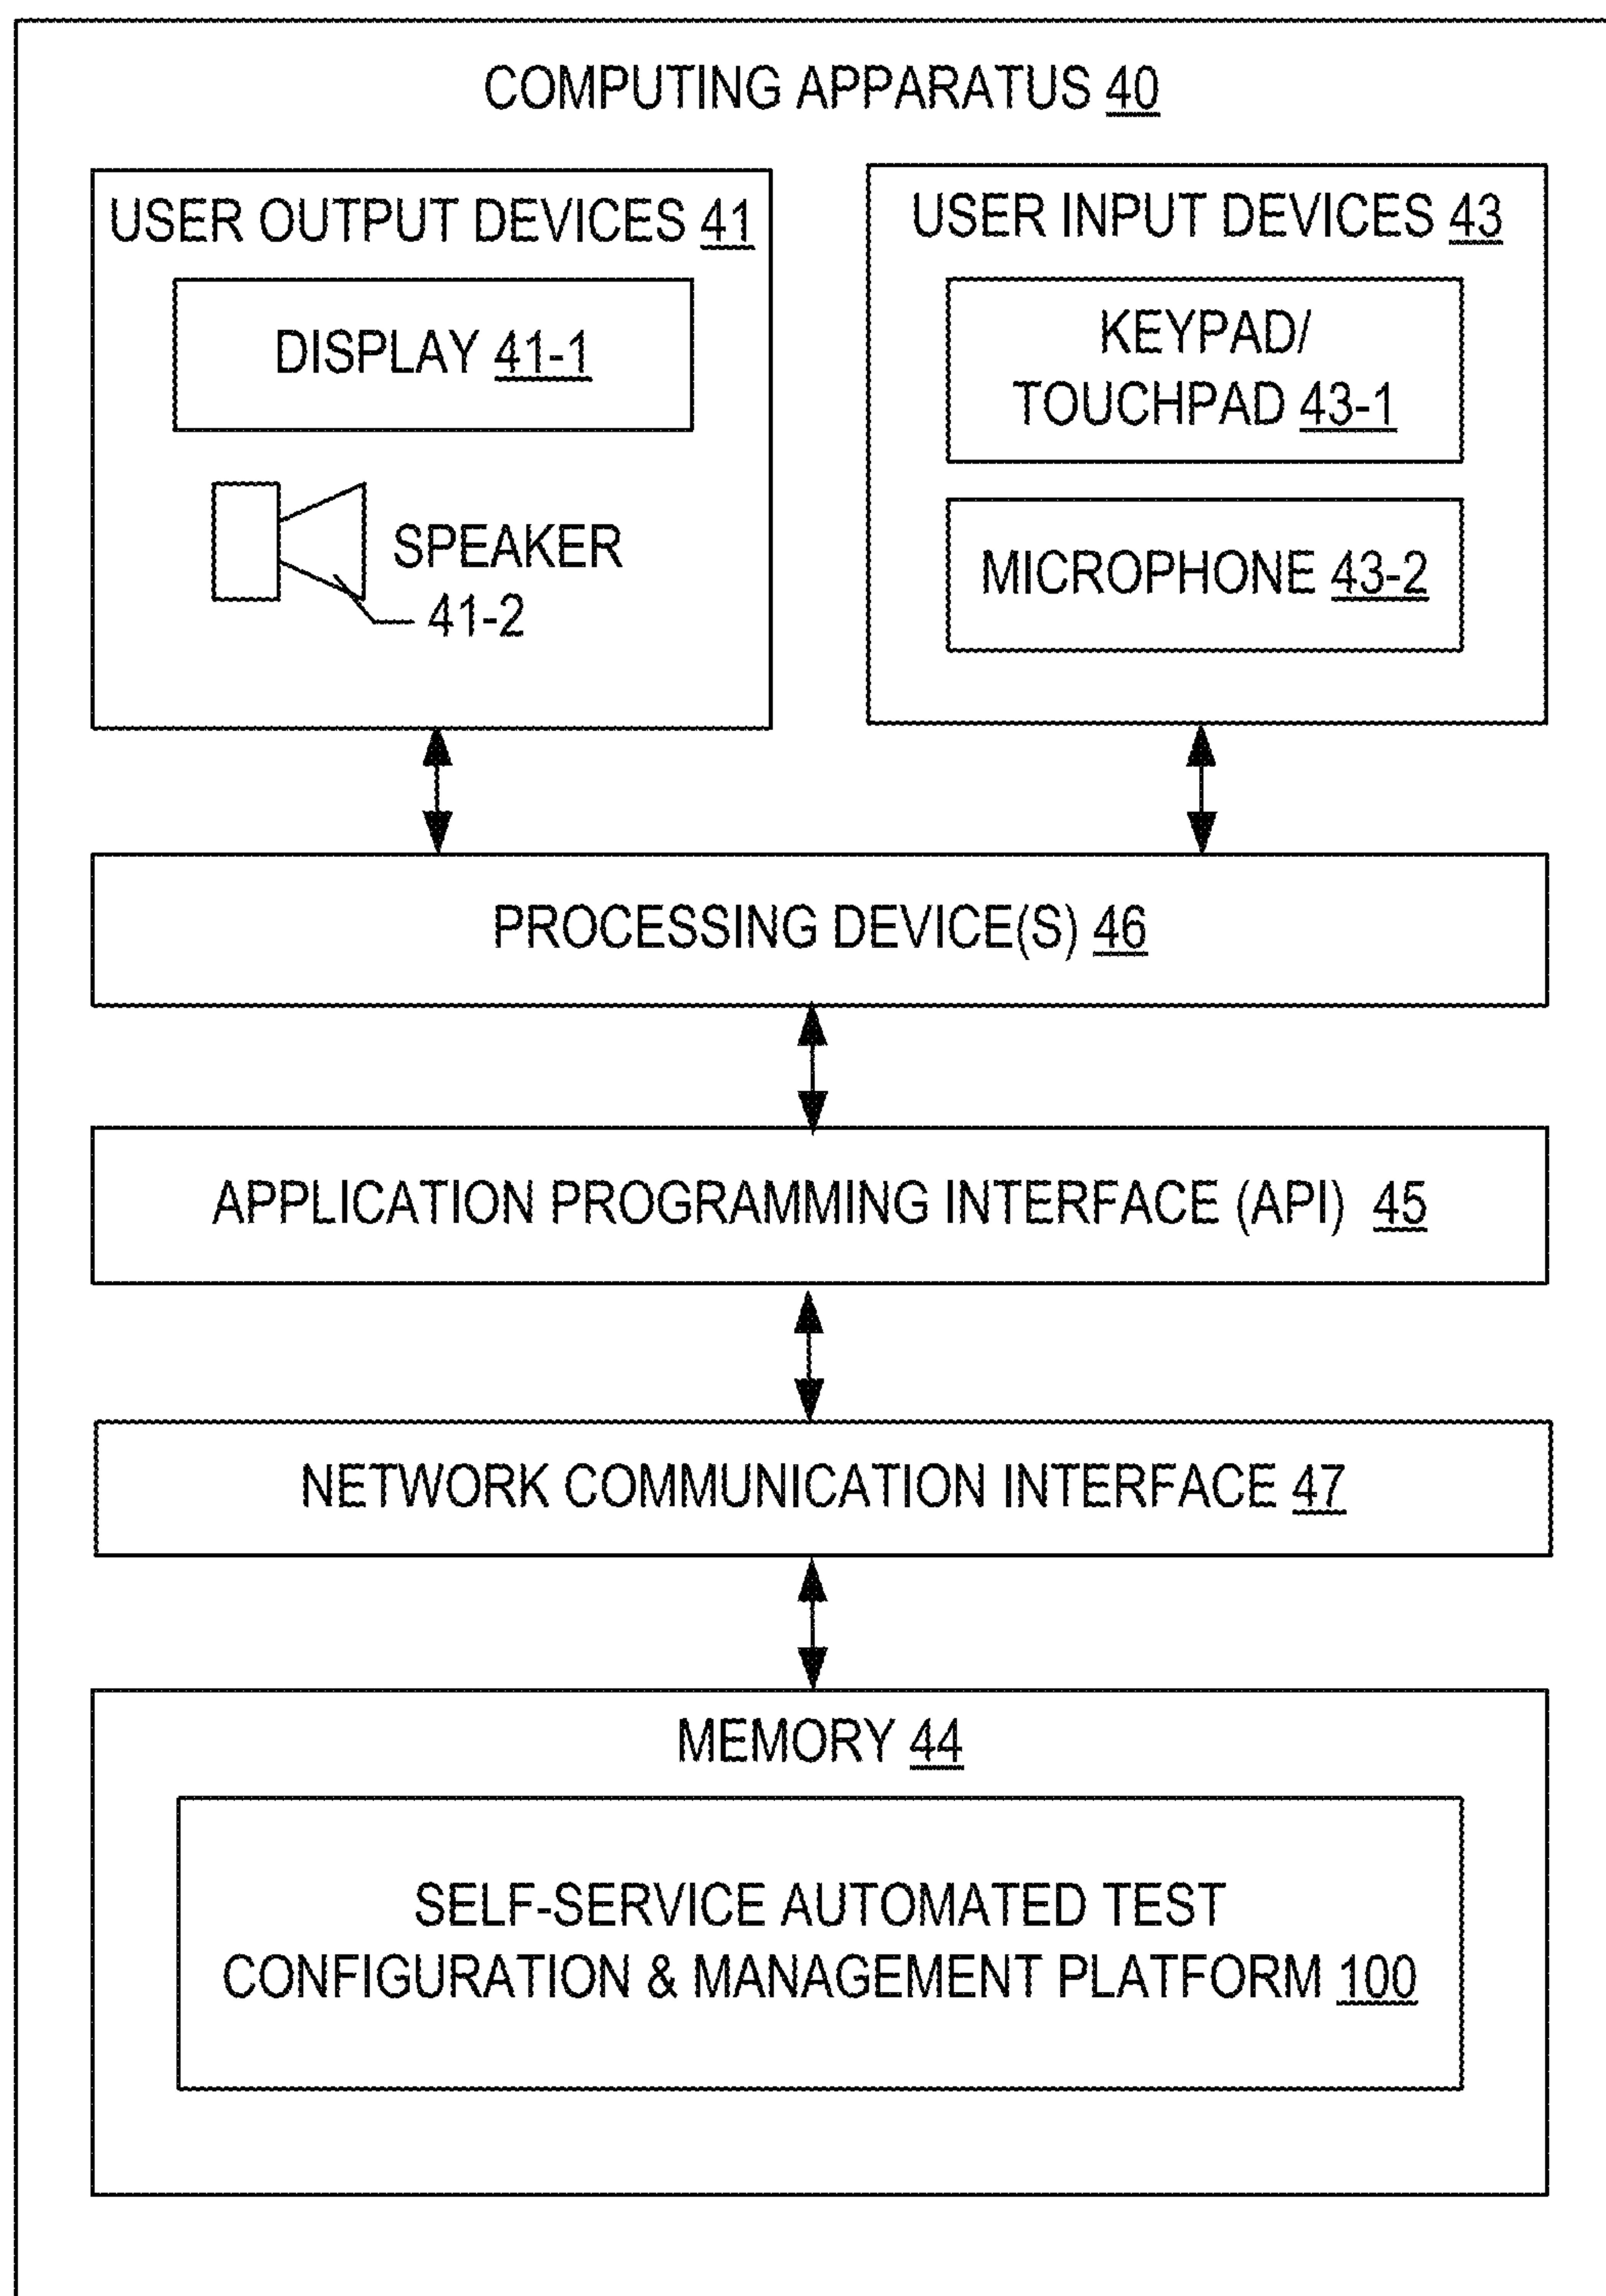 COMPUTING APPARATUS 40
USER OUTPUT DEVICES 41
DISPLAY 41-1
SPEAKER
41-2
USER INPUT DEVICES 43
KEYPAD/
TOUCHPAD 43-1
MICROPHONE 43-2
PROCESSING DEVICE(S) 46
APPLICATION PROGRAMMING INTERFACE (API) 45
NETWORK COMMUNICATION INTERFACE 47
MEMORY 44
SELF-SERVICE AUTOMATED TEST
CONFIGURATION & MANAGEMENT PLATFORM 100